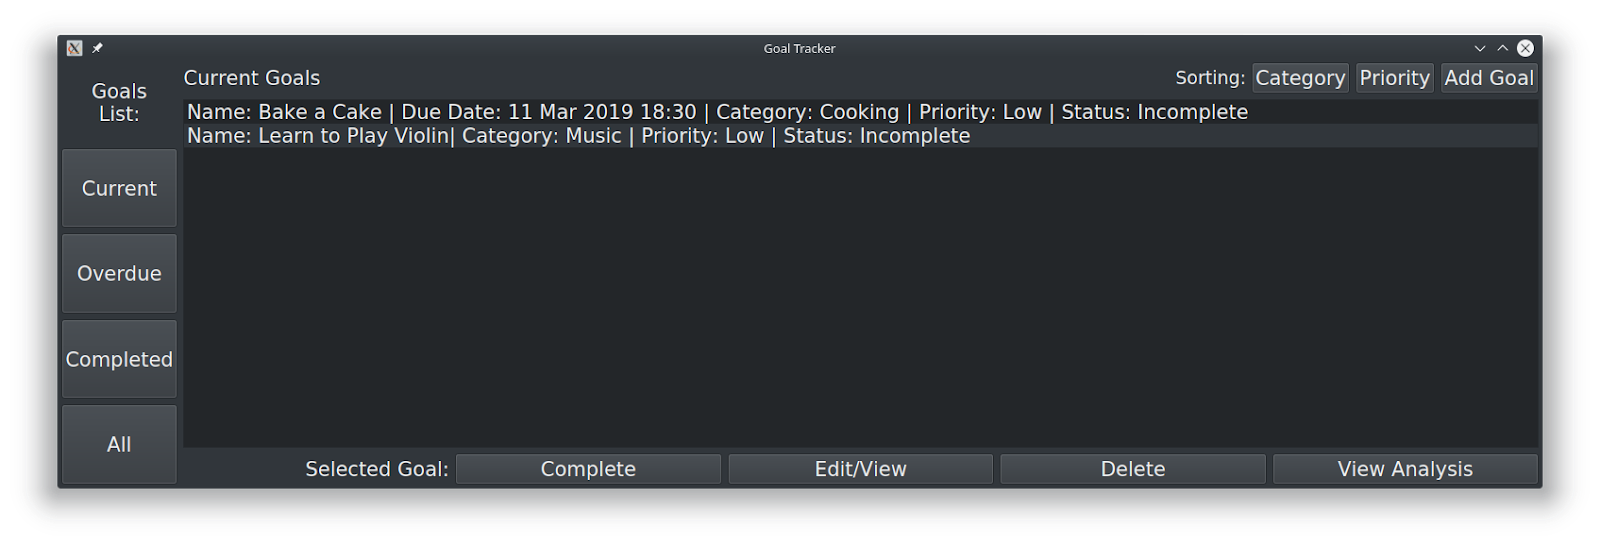 Goal Tracker
Goals
List:
Current Goals
Sorting: Category Priority Add Goal
Name: Bake a Cake | Due Date: 11 Mar 2019 18:30 | Category: Cooking | Priority: Low | Status: Incomplete
Name: Learn to Play Violin| Category: Music | Priority: Low | Status: Incomplete
Current
Overdue
Completed
All
Selected Goal: Complete Edit/View Delete View Analysis